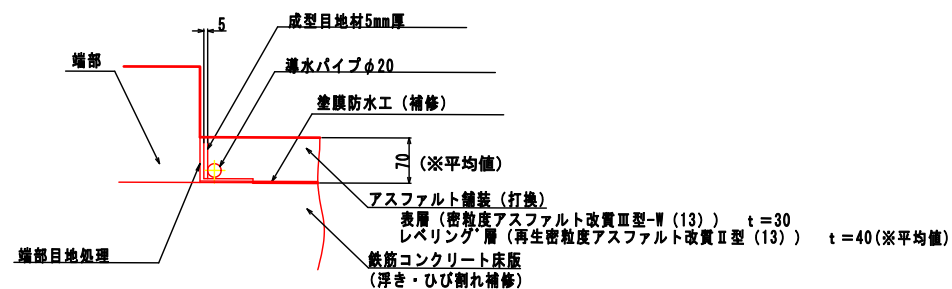 成型目地材5mm厚
5
端部
導水パイプφ20
塗膜防水工（補修）
70 (※平均値)
アスファルト舗装（打換）
表層（密粒度アスファルト改質Ⅲ型-W（13）） t＝30
レベリング層（再生密粒度アスファルト改質Ⅱ型（13）） t＝40(※平均値)
端部目地処理
鉄筋コンクリート床版
（浮き・ひび割れ補修）